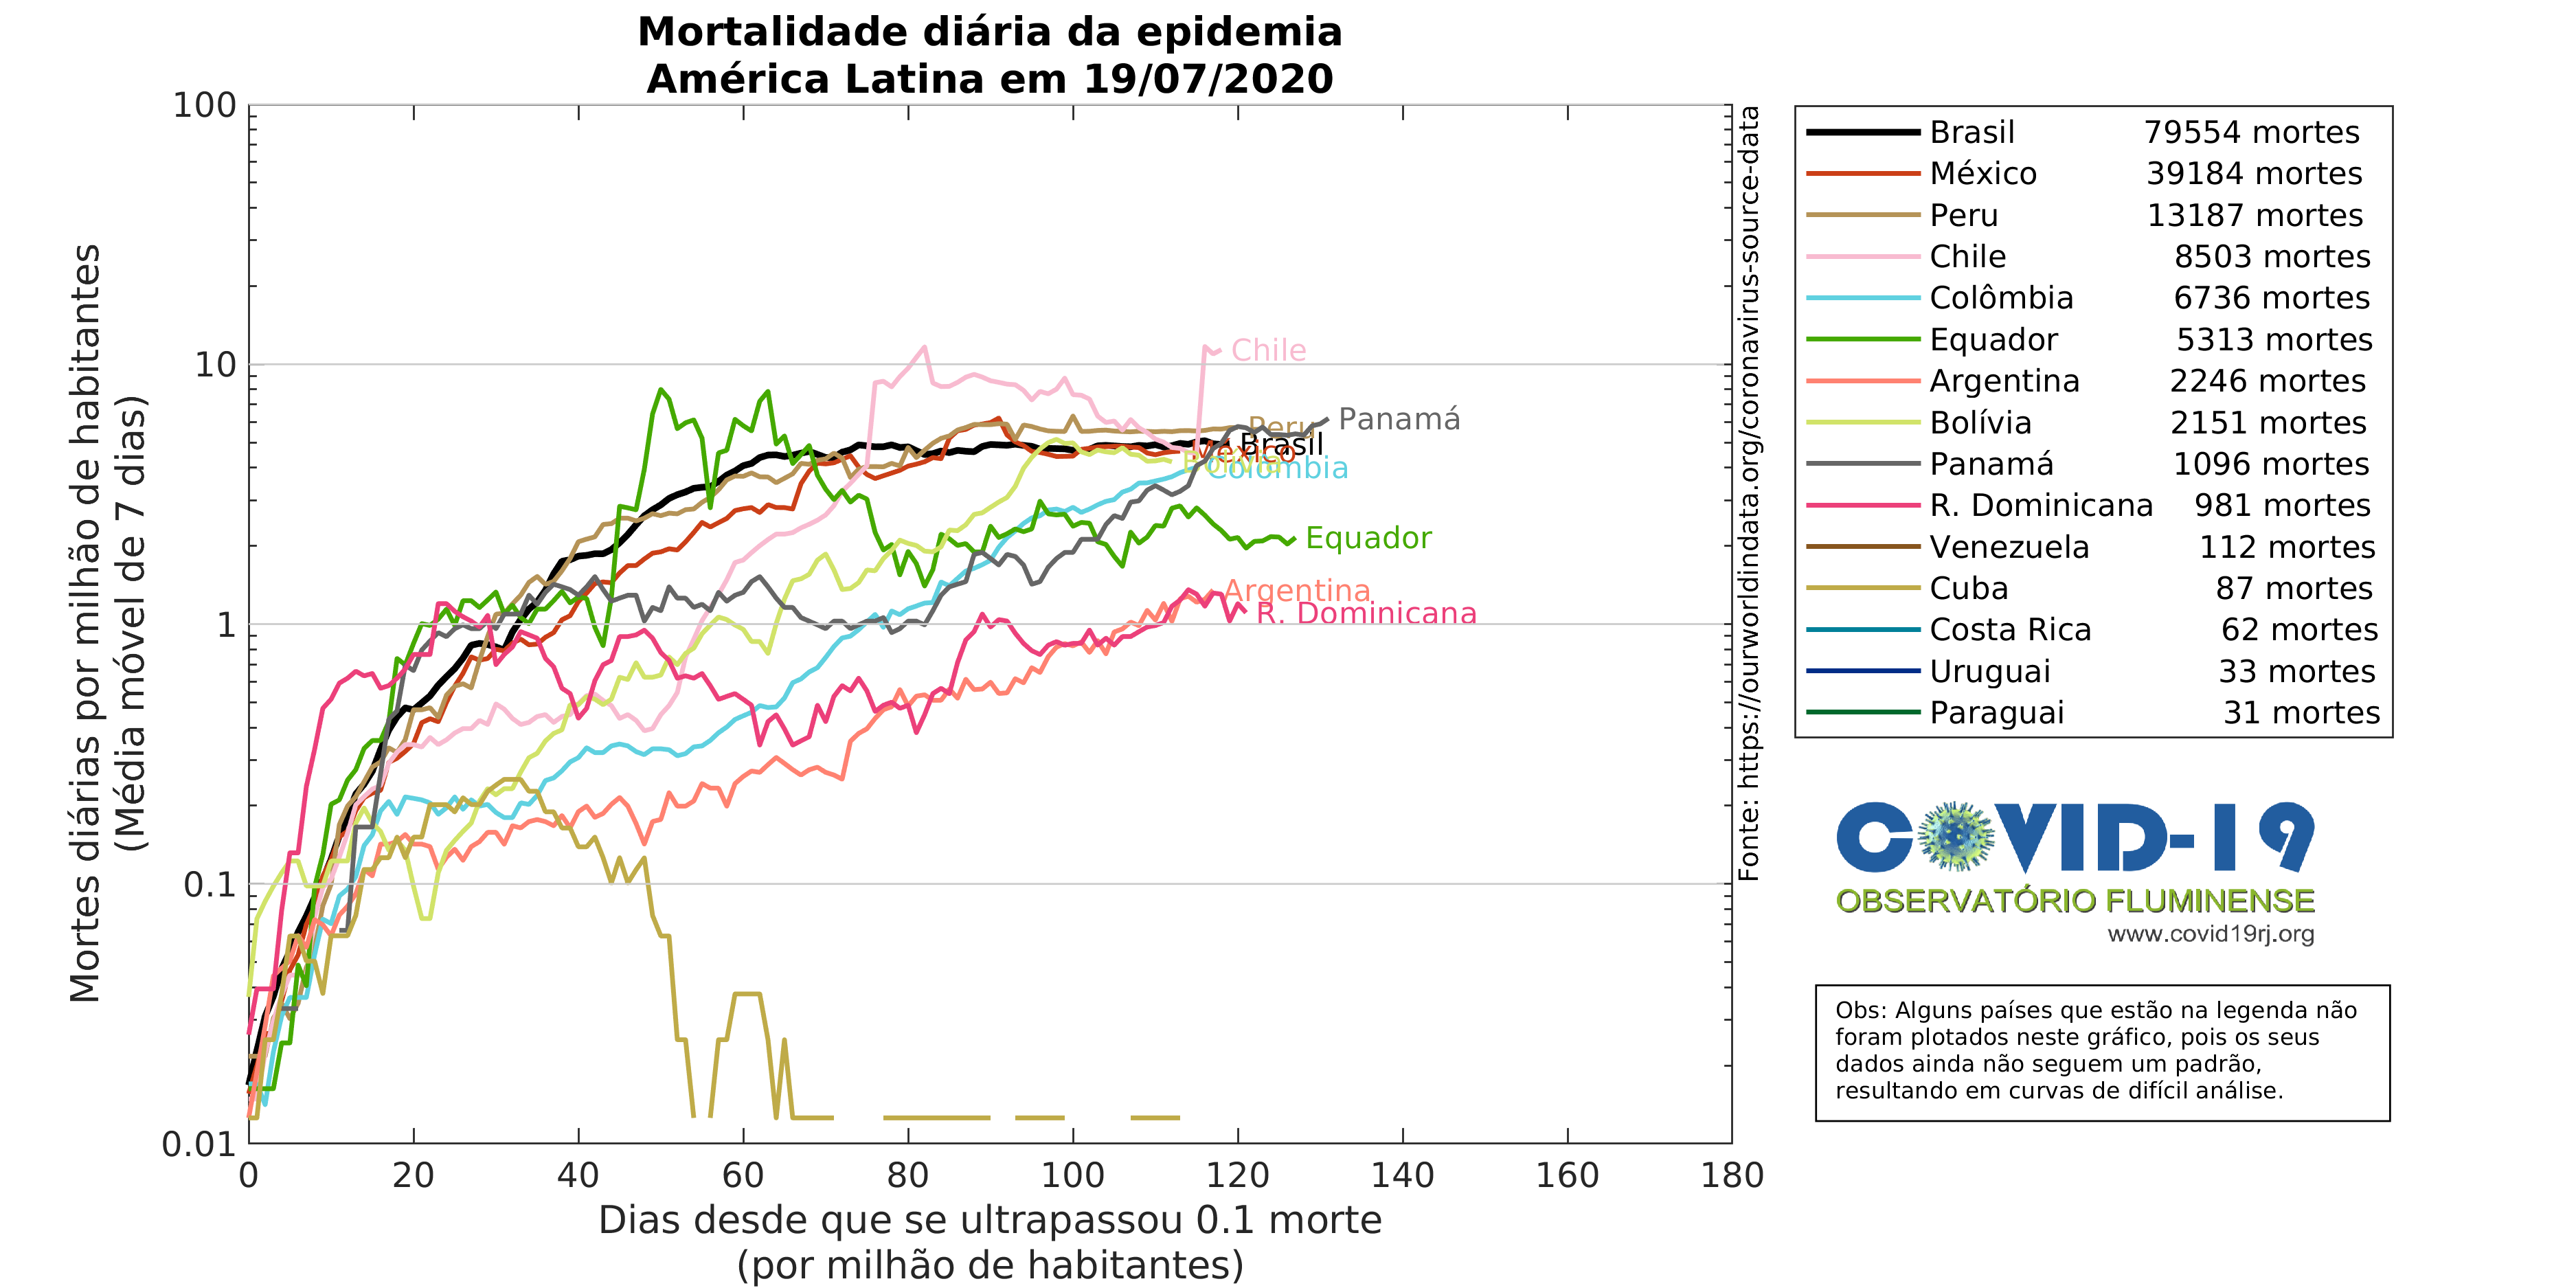 Mortalidade diária da epidemia
América Latina em 19/07/2020
Mortes diárias por milhão de habitantes
(Média móvel de 7 dias)
100
10
1
0.1
0.01
0 20 40 60 80 100 120 140 160 180
Dias desde que se ultrapassou 0.1 morte
(por milhão de habitantes)
Chile
Peru
Panamá
Brasil
México
Bolívia
Colômbia
Equador
Argentina
R. Dominicana
Fonte: https://ourworldindata.org/coronavirus-source-data
Brasil 79554 mortes
México 39184 mortes
Peru 13187 mortes
Chile 8503 mortes
Colômbia 6736 mortes
Equador 5313 mortes
Argentina 2246 mortes
Bolívia 2151 mortes
Panamá 1096 mortes
R. Dominicana 981 mortes
Venezuela 112 mortes
Cuba 87 mortes
Costa Rica 62 mortes
Uruguai 33 mortes
Paraguai 31 mortes
COVID-19
OBSERVATÓRIO FLUMINENSE
www.covid19rj.org
Obs: Alguns países que estão na legenda não
foram plotados neste gráfico, pois os seus
dados ainda não seguem um padrão,
resultando em curvas de difícil análise.